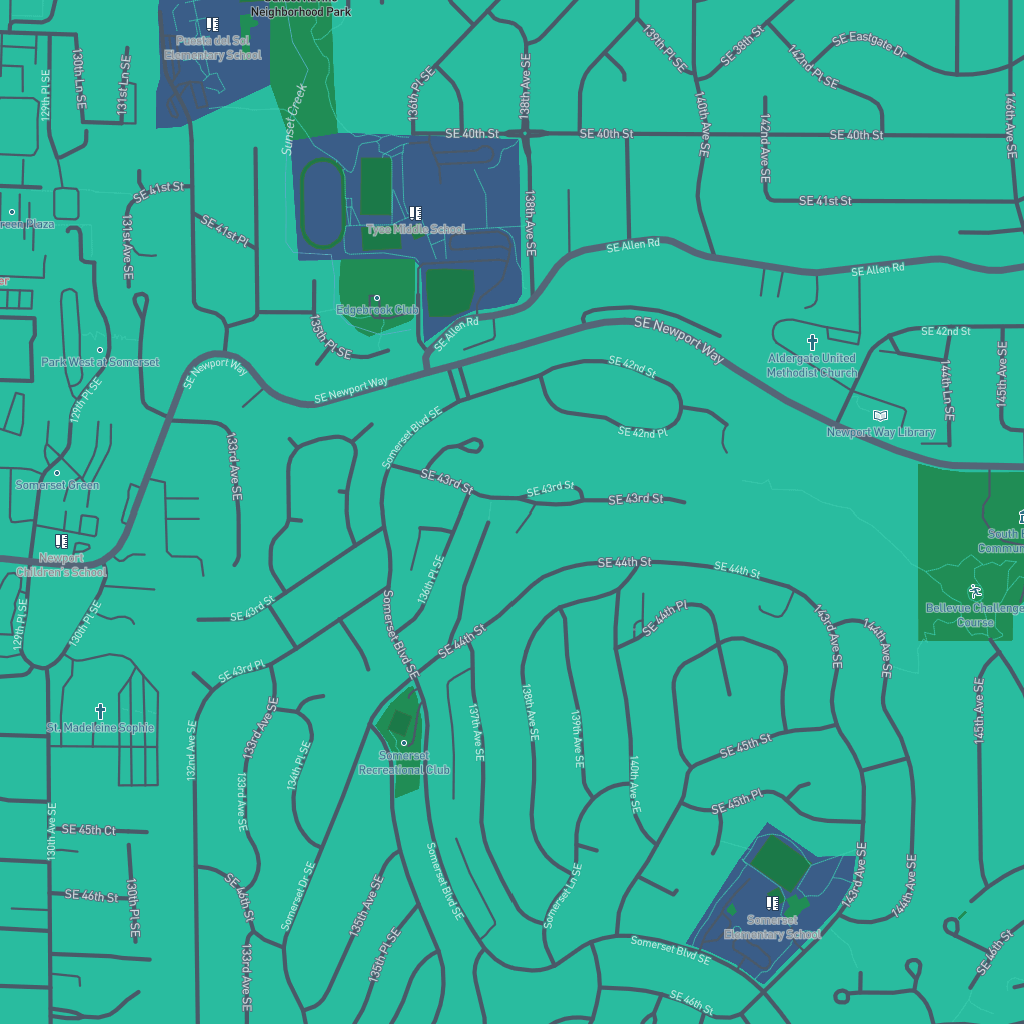 Neighborhood Park
Puesta del Sol
Elementary School
129th Pl SE
130th Ln SE
131st Ln SE
Sunset Creek
136th Pl SE
138th Ave SE
139th Pl SE
SE 38th St
SE Eastgate Dr
142nd Pl SE
140th Ave SE
142nd Ave SE
146th Ave SE
SE 40th St
SE 40th St
SE 40th St
SE 41st St
SE 41st St
SE 41st Pl
131st Ave SE
Tyee Middle School
138th Ave SE
SE Allen Rd
SE Allen Rd
SE Allen Rd
Edgebrook Club
135th Pl SE
Park West at Somerset
SE Newport Way
SE Newport Way
SE Newport Way
Aldergate United
Methodist Church
SE 42nd St
144th Ln SE
145th Ave SE
129th Pl SE
SE 42nd St
SE 42nd Pl
Newport Way Library
Somerset Blvd SE
133rd Ave SE
SE 43rd St
SE 43rd St
SE 43rd St
Somerset Green
Newport
Children's School
129th Pl SE
130th Pl SE
SE 43rd St
136th Pl SE
Somerset Blvd SE
SE 44th St
SE 44th St
SE 44th St
SE 44th Pl
143rd Ave SE
144th Ave SE
Bellevue Challenge
Course
SE 43rd Pl
St. Madeleine Sophie
132nd Ave SE
133rd Ave SE
133rd Ave SE
134th Pl SE
137th Ave SE
138th Ave SE
139th Ave SE
140th Ave SE
145th Ave SE
Somerset
Recreational Club
SE 45th St
SE 45th Pl
130th Ave SE
SE 45th Ct
SE 46th St
130th Pl SE
SE 46th St
133rd Ave SE
Somerset Dr SE
135th Ave SE
135th Pl SE
Somerset Blvd SE
Somerset Ln SE
Somerset Blvd SE
SE 46th St
Somerset
Elementary School
143rd Ave SE
144th Ave SE
SE 46th St